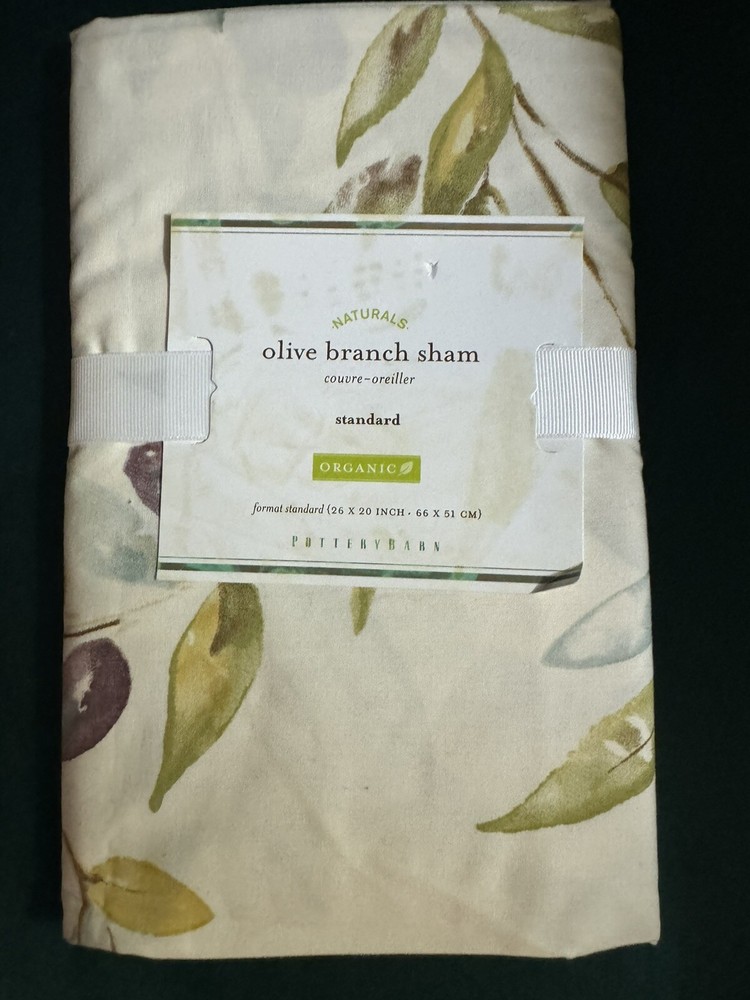 ·NATURALS·
olive branch sham
couvre-oreiller
standard
ORGANIC
format standard {26 X 20 INCH · 66 X 51 CM}
POTTERYBARN